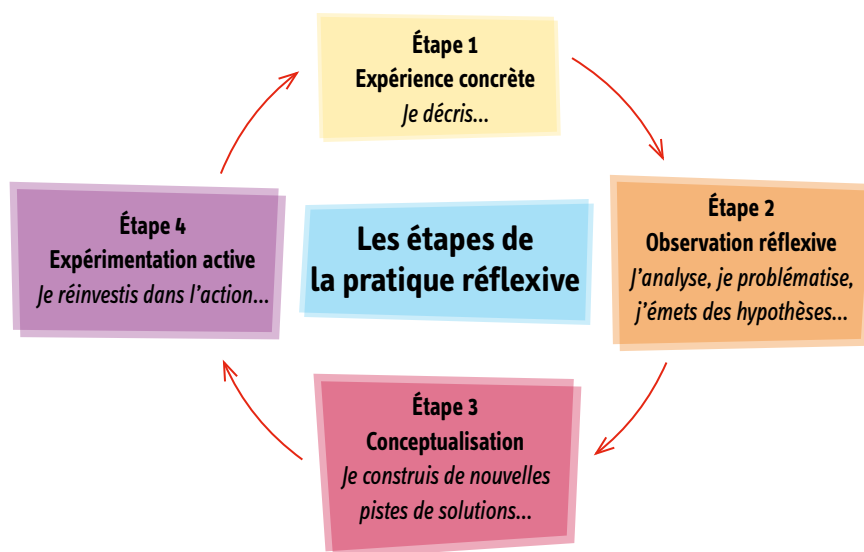 Étape 1
Expérience concrète
Je décris...
Étape 2
Observation réflexive
J'analyse, je problématise,
j'émets des hypothèses...
Les étapes de
la pratique réflexive
Étape 4
Expérimentation active
Je réinvestis dans l'action...
Étape 3
Conceptualisation
Je construis de nouvelles
pistes de solutions...